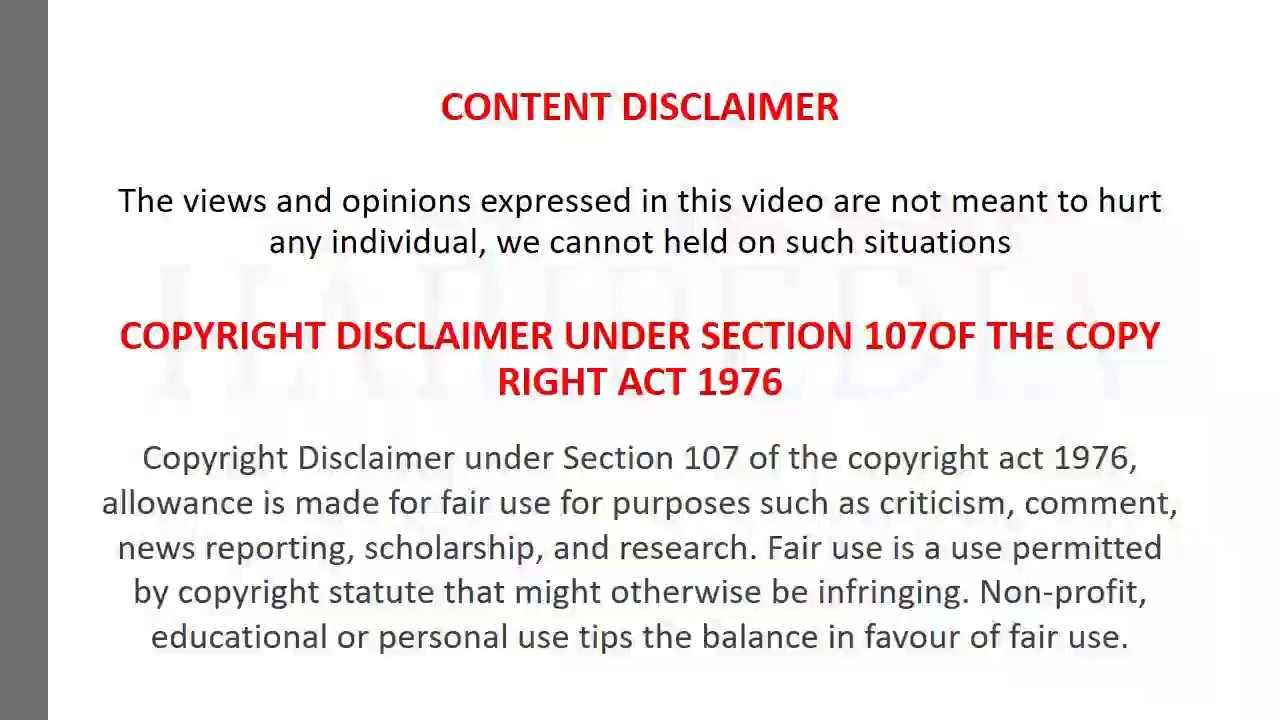 CONTENT DISCLAIMER
The views and opinions expressed in this video are not meant to hurt
any individual, we cannot held on such situations
HARIPEDIA
COPYRIGHT DISCLAIMER UNDER SECTION 107OF THE COPY
RIGHT ACT 1976
Copyright Disclaimer under Section 107 of the copyright act 1976,
allowance is made for fair use for purposes such as criticism, comment,
news reporting, scholarship, and research. Fair use is a use permitted
by copyright statute that might otherwise be infringing. Non-profit,
educational or personal use tips the balance in favour of fair use.